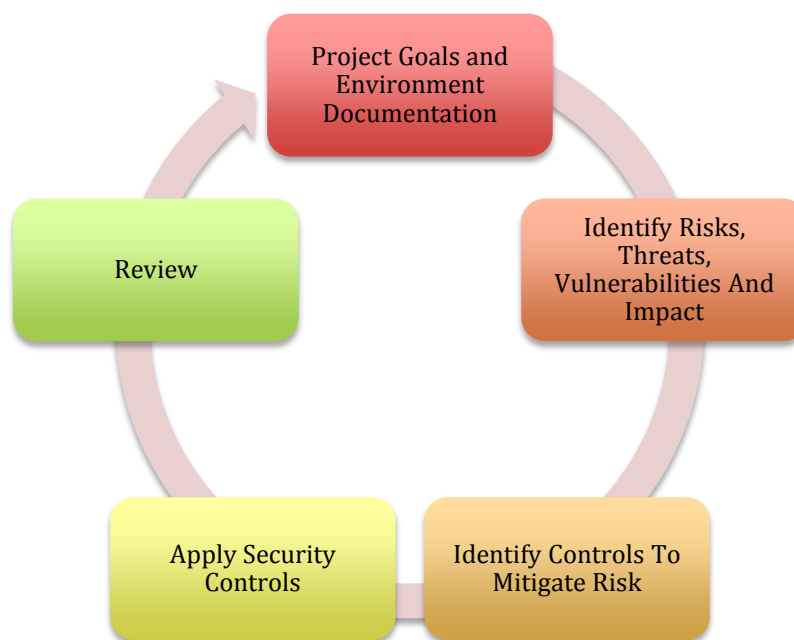 Project Goals and
Environment
Documentation
Identify Risks,
Threats,
Vulnerabilities And
Impact
Identify Controls To
Mitigate Risk
Apply Security
Controls
Review